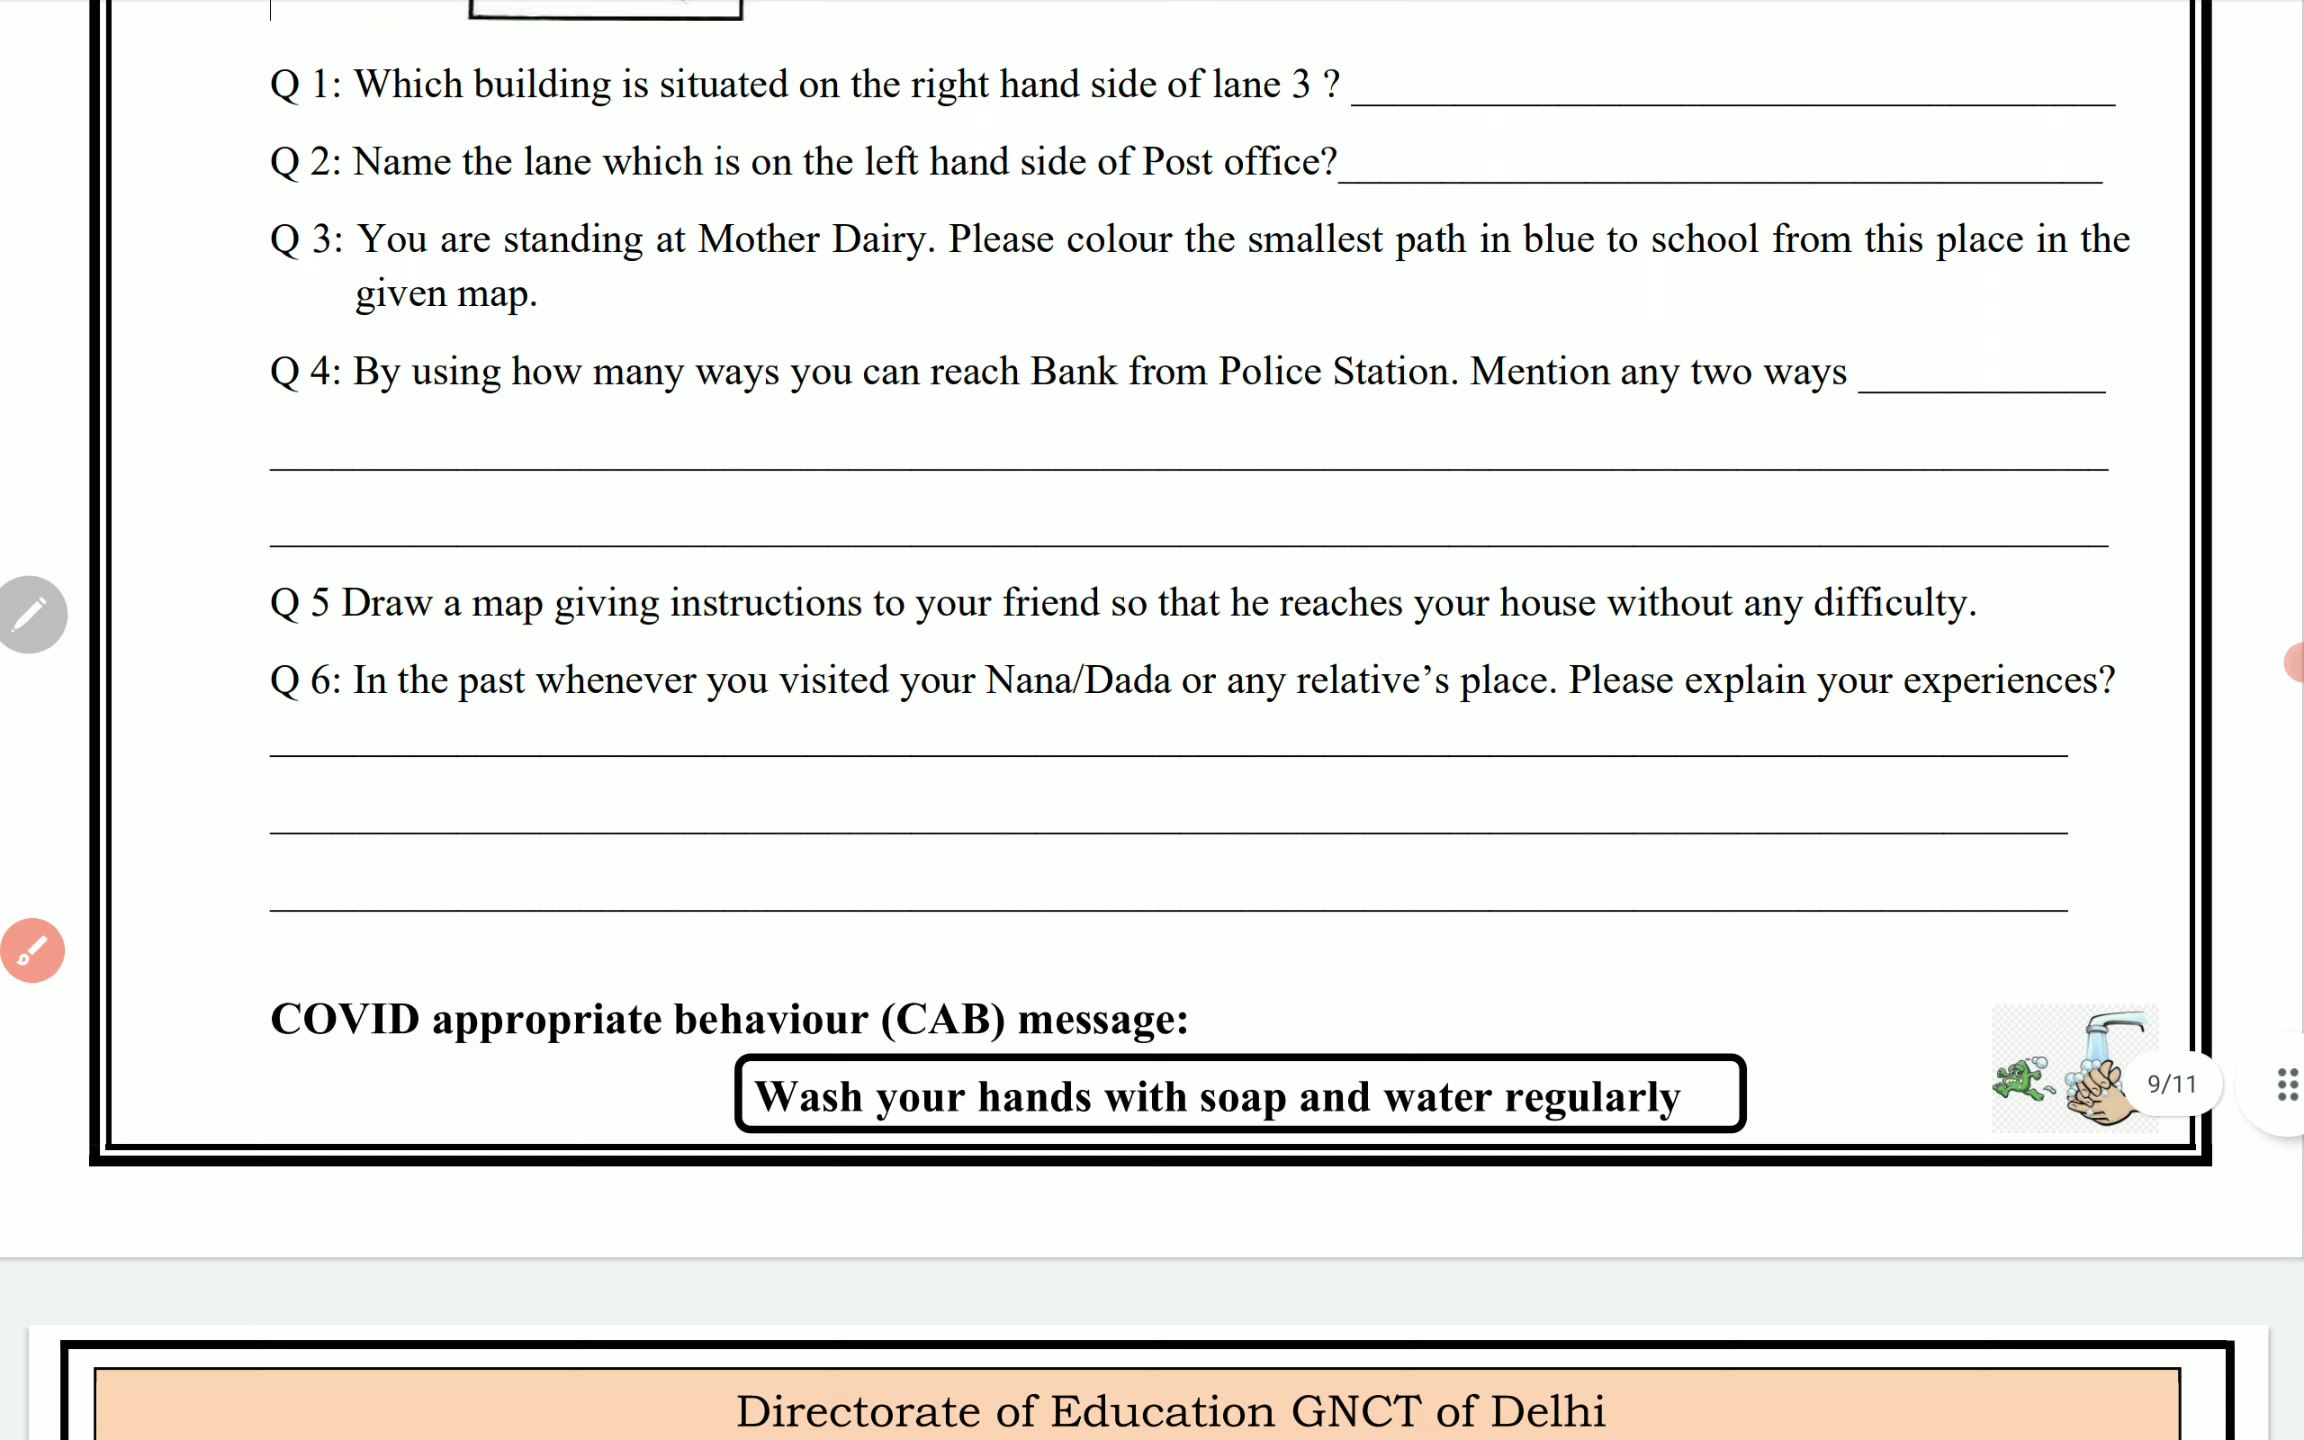 Q 1: Which building is situated on the right hand side of lane 3 ?
Q 2: Name the lane which is on the left hand side of Post office?
Q 3: You are standing at Mother Dairy. Please colour the smallest path in blue to school from this place in the
given map.
Q 4: By using how many ways you can reach Bank from Police Station. Mention any two ways
Q 5 Draw a map giving instructions to your friend so that he reaches your house without any difficulty.
Q 6: In the past whenever you visited your Nana/Dada or any relative’s place. Please explain your experiences?
COVID appropriate behaviour (CAB) message:
Wash your hands with soap and water regularly
9/11
Directorate of Education GNCT of Delhi